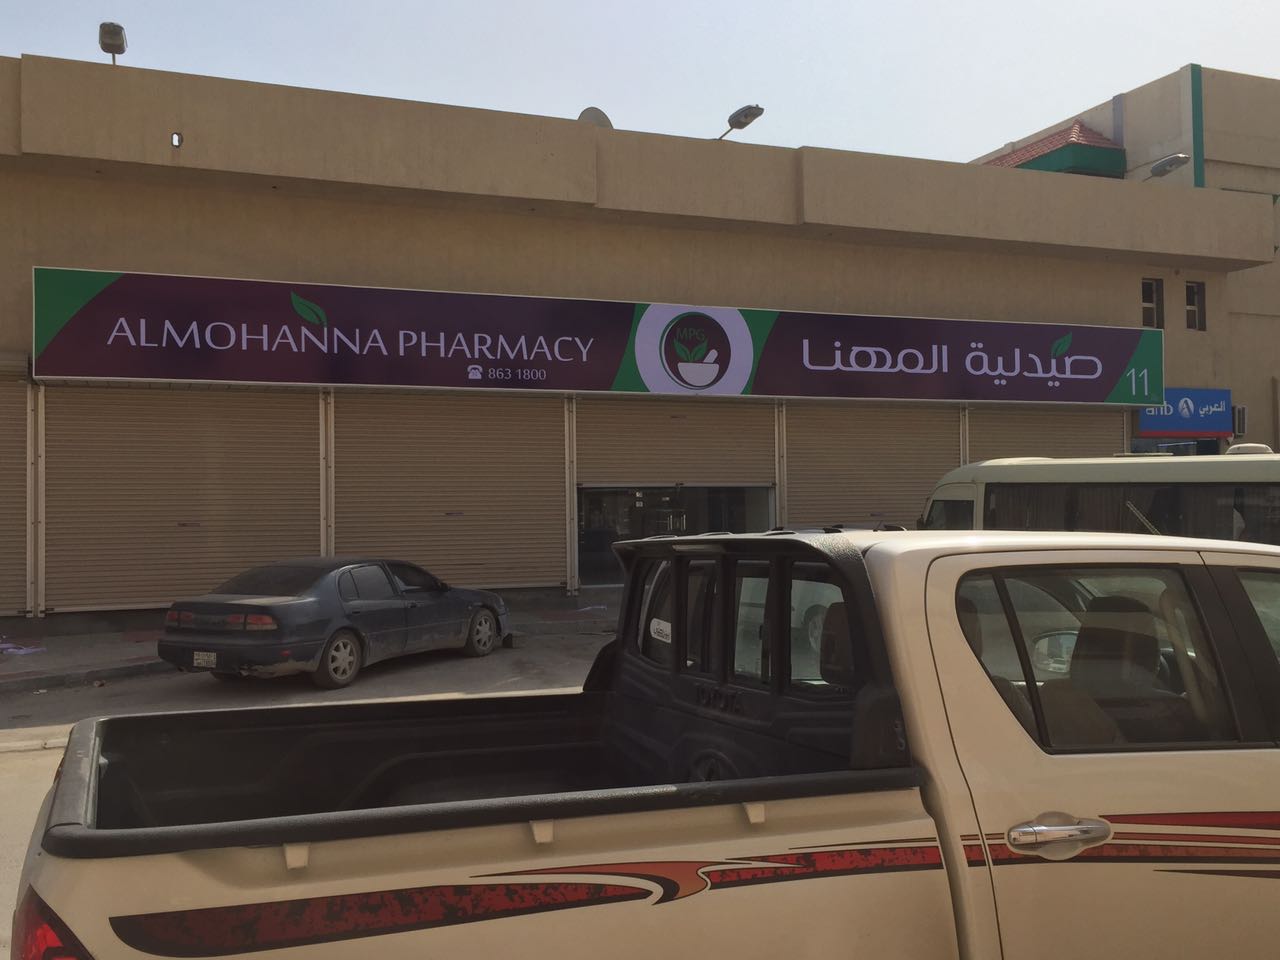 ALMOHANNA PHARMACY
☎ 863 1800
MPG
صيدلية المهنا
11
anb العربي